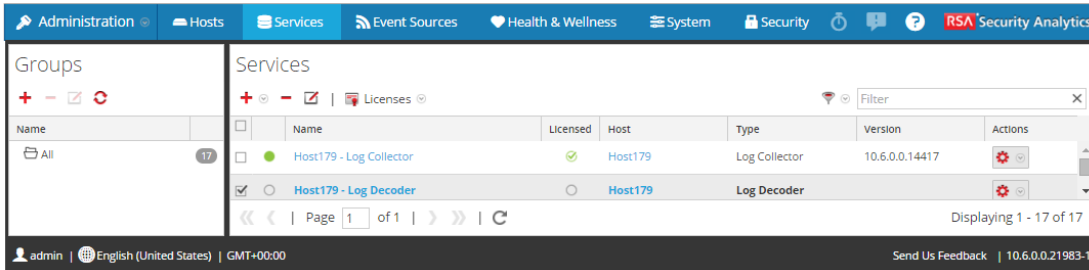 Administration Hosts Services Event Sources Health & Wellness System Security RSA Security Analytics
Groups
Services
Licenses
Filter
Name
Name Licensed Host Type Version Actions
All 17
Host179 - Log Collector Host179 Log Collector 10.6.0.0.14417
Host179 - Log Decoder Host179 Log Decoder
Page 1 of 1 Displaying 1 - 17 of 17
admin | English (United States) | GMT+00:00 Send Us Feedback | 10.6.0.0.21983-1